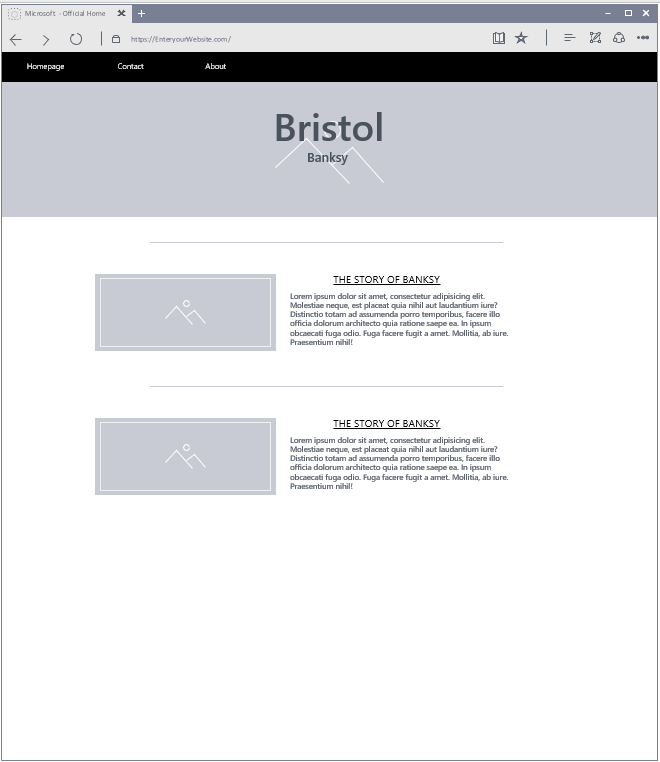 Microsoft - Official Home
https://EnteryourWebsite.com/
Homepage Contact About
Bristol
Banksy
THE STORY OF BANKSY
Lorem ipsum dolor sit amet, consectetur adipisicing elit.
Molestiae neque, est placeat quia nihil aut laudantium iure?
Distinctio totam ad assumenda porro temporibus, facere illo
officia dolorum architecto quia ratione saepe ea. In ipsum
obcaecati fuga odio. Fuga facere fugit a amet. Mollitia, ab iure.
Praesentium nihil!
THE STORY OF BANKSY
Lorem ipsum dolor sit amet, consectetur adipisicing elit.
Molestiae neque, est placeat quia nihil aut laudantium iure?
Distinctio totam ad assumenda porro temporibus, facere illo
officia dolorum architecto quia ratione saepe ea. In ipsum
obcaecati fuga odio. Fuga facere fugit a amet. Mollitia, ab iure.
Praesentium nihil!